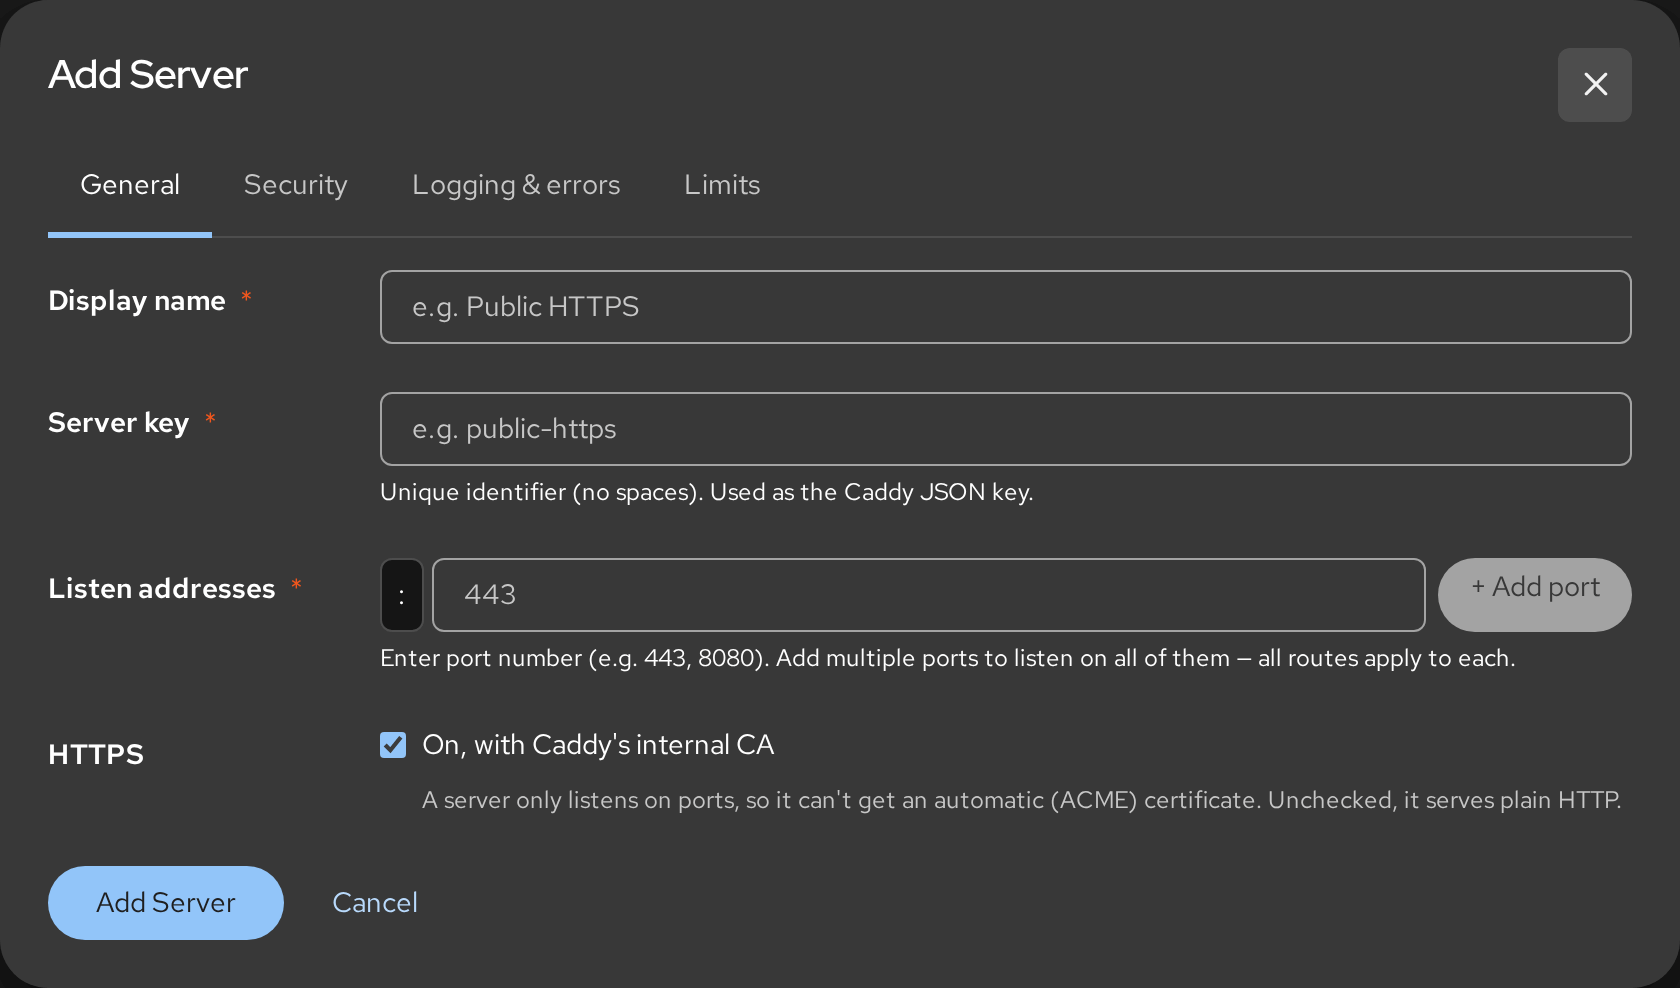 Add Server
General Security Logging & errors Limits
Display name * e.g. Public HTTPS
Server key * e.g. public-https
Unique identifier (no spaces). Used as the Caddy JSON key.
Listen addresses * : 443 + Add port
Enter port number (e.g. 443, 8080). Add multiple ports to listen on all of them — all routes apply to each.
HTTPS On, with Caddy's internal CA
A server only listens on ports, so it can't get an automatic (ACME) certificate. Unchecked, it serves plain HTTP.
Add Server Cancel